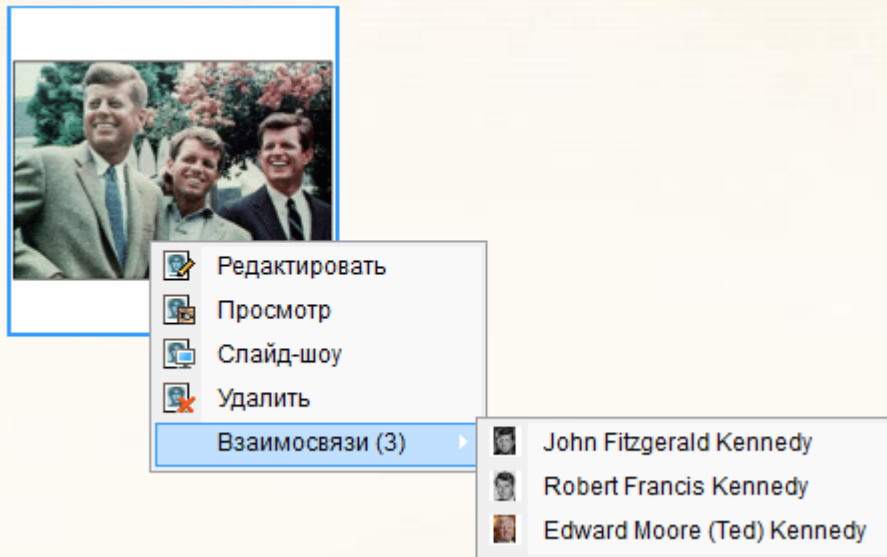 Редактировать
Просмотр
Слайд-шоу
Удалить
Взаимосвязи (3)
John Fitzgerald Kennedy
Robert Francis Kennedy
Edward Moore (Ted) Kennedy